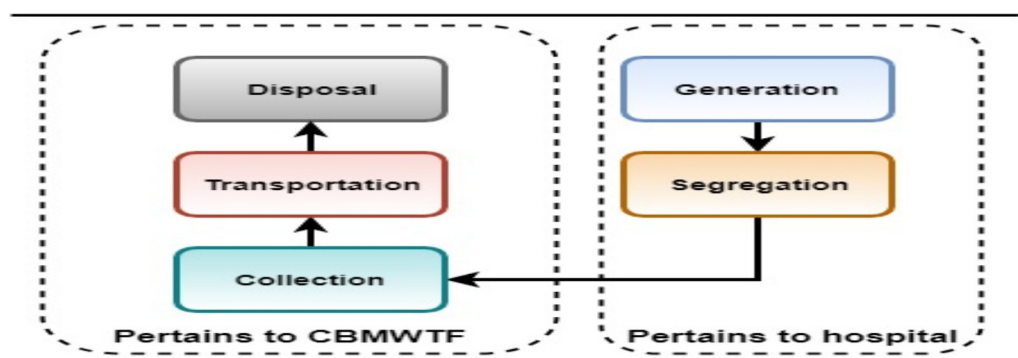 Disposal
Transportation
Collection
Pertains to CBMWTF
Generation
Segregation
Pertains to hospital